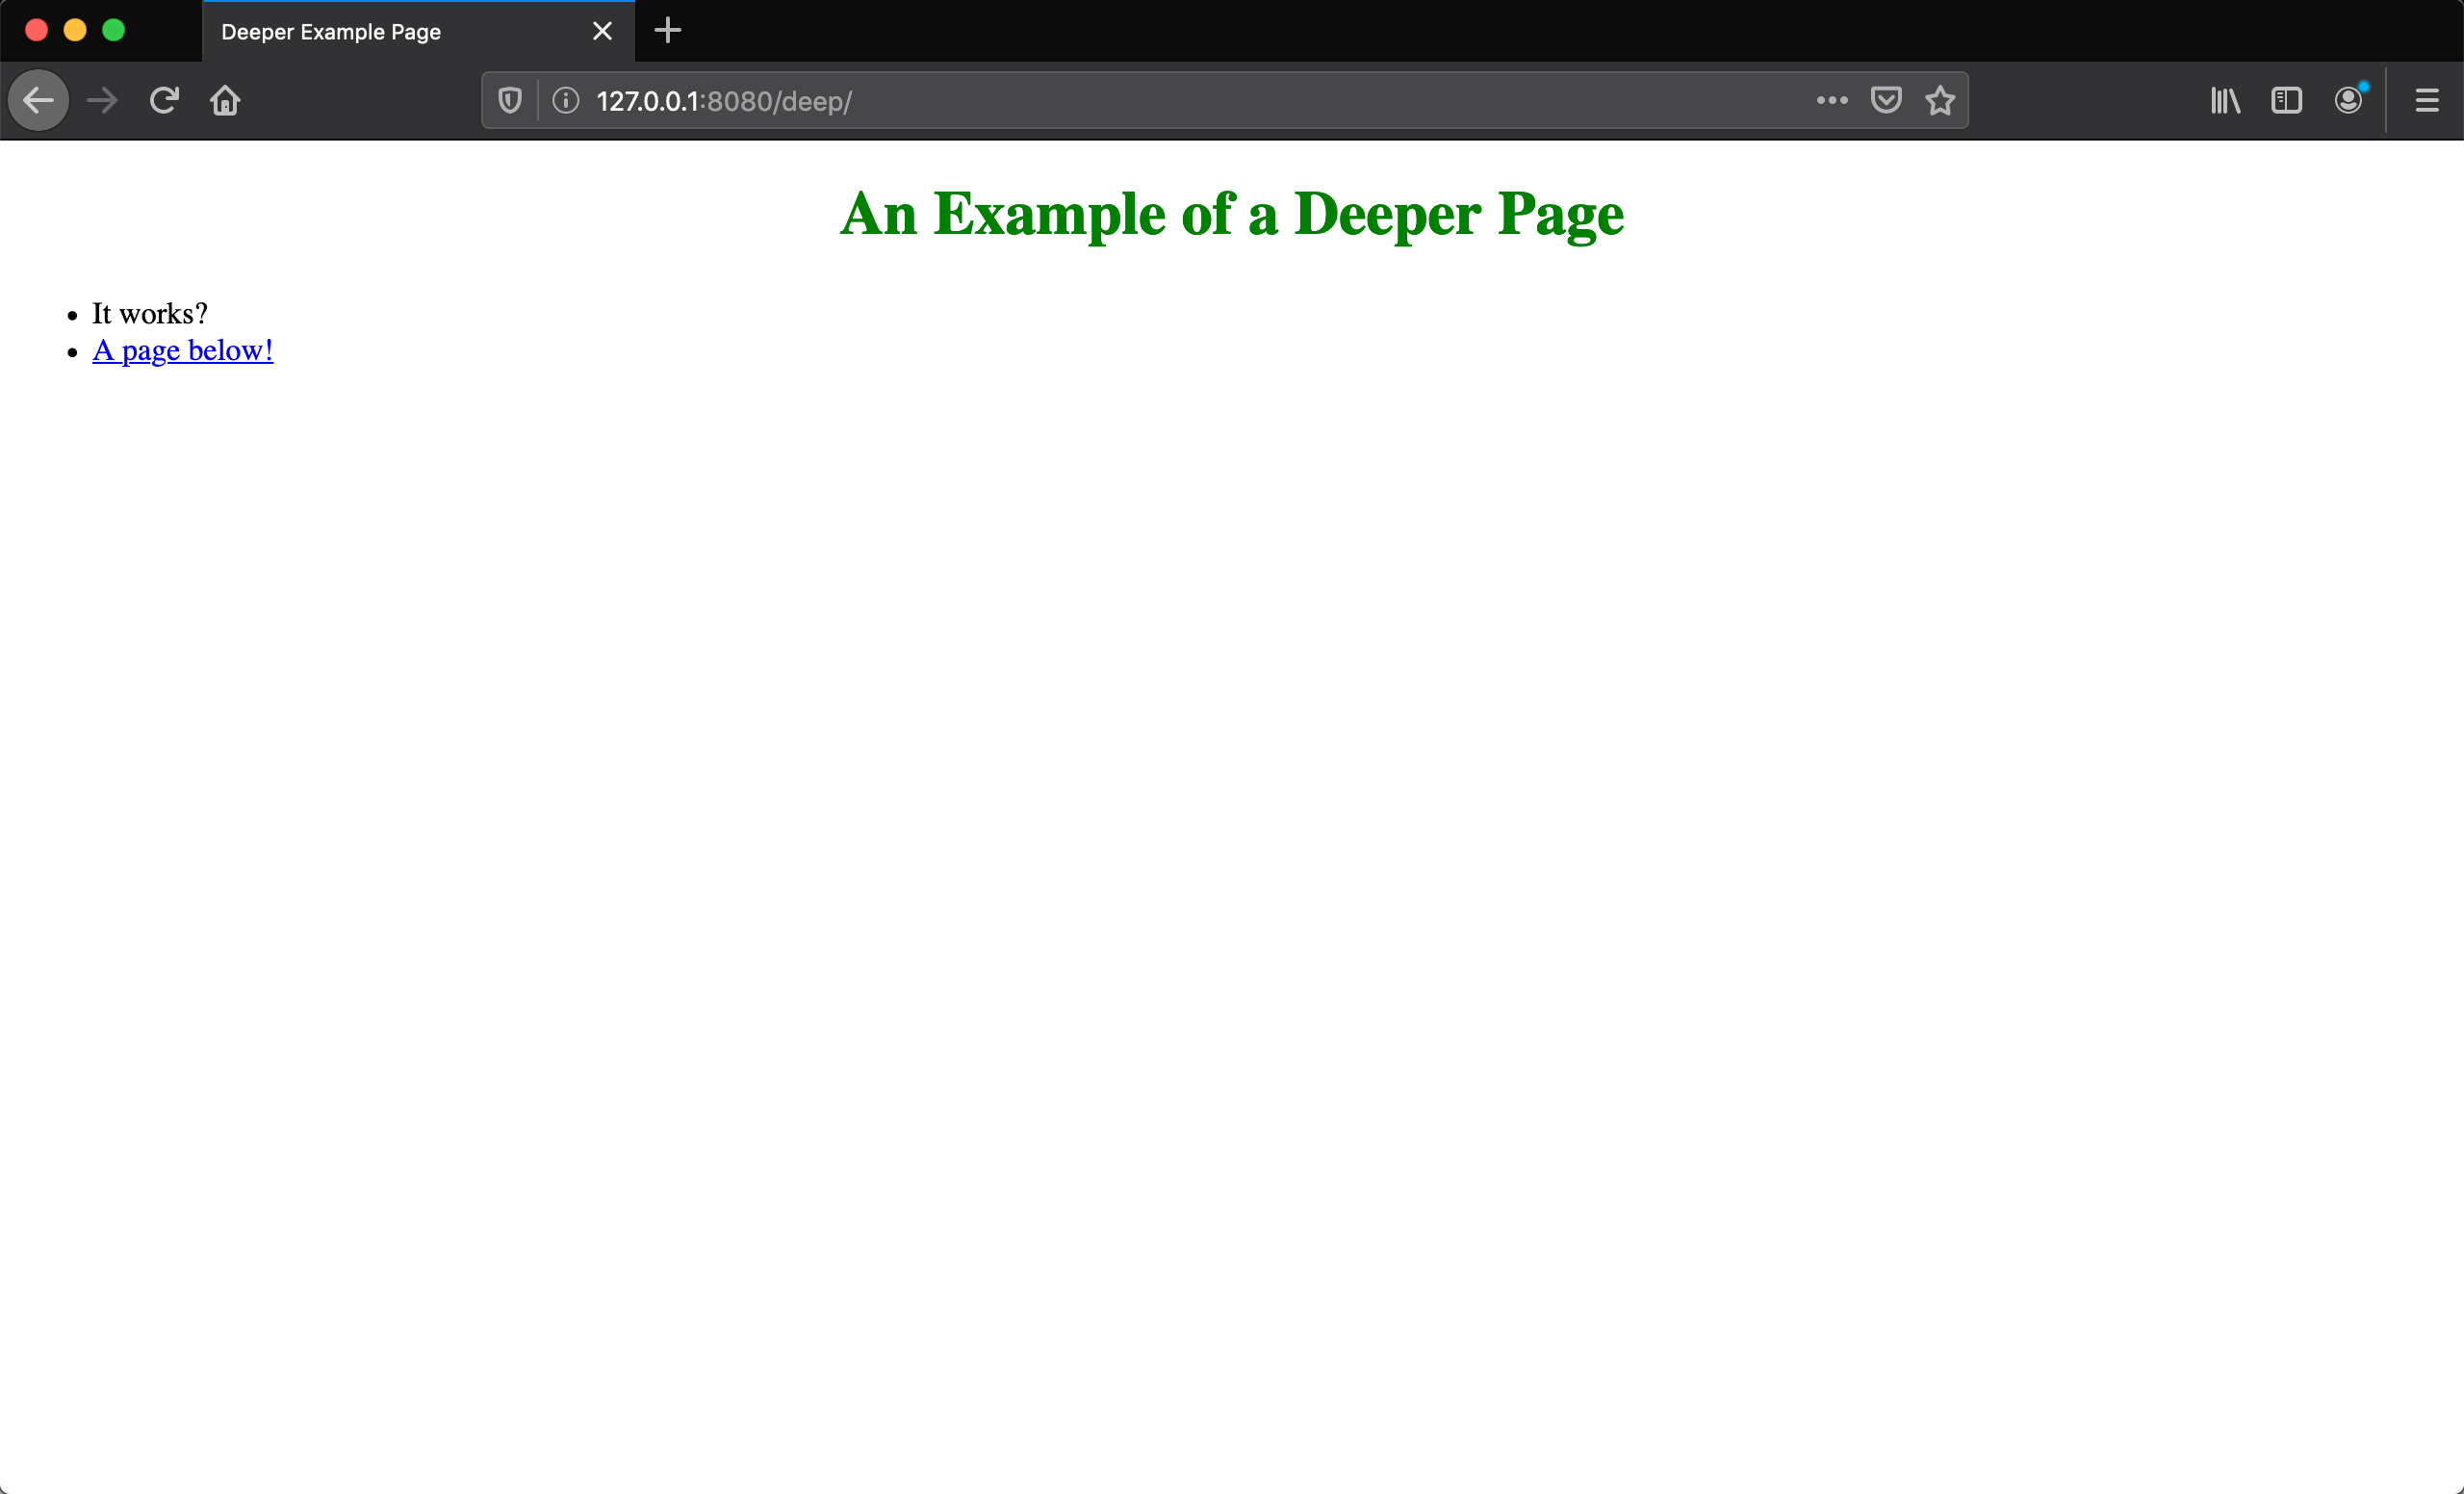 Deeper Example Page
127.0.0.1:8080/deep/
An Example of a Deeper Page
It works?
A page below!